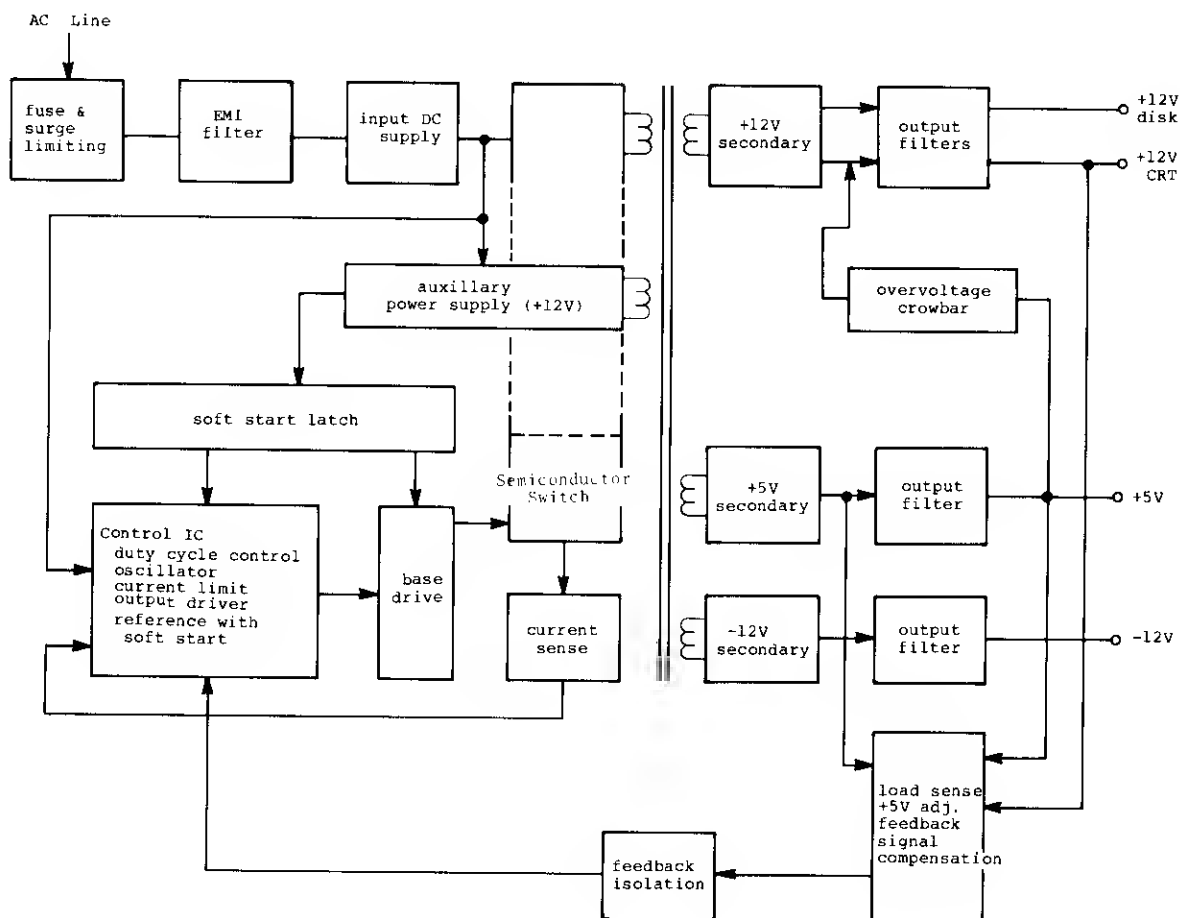 AC Line
fuse &
surge
limiting
EMI
filter
input DC
supply
+12V
secondary
output
filters
+12V
disk
+12V
CRT
auxillary
power supply (+12V)
overvoltage
crowbar
soft start latch
Semiconductor
Switch
+5V
secondary
output
filter
+5V
Control IC
duty cycle control
oscillator
current limit
output driver
reference with
soft start
base
drive
current
sense
-12V
secondary
output
filter
-12V
load sense
+5V adj.
feedback
signal
compensation
feedback
isolation